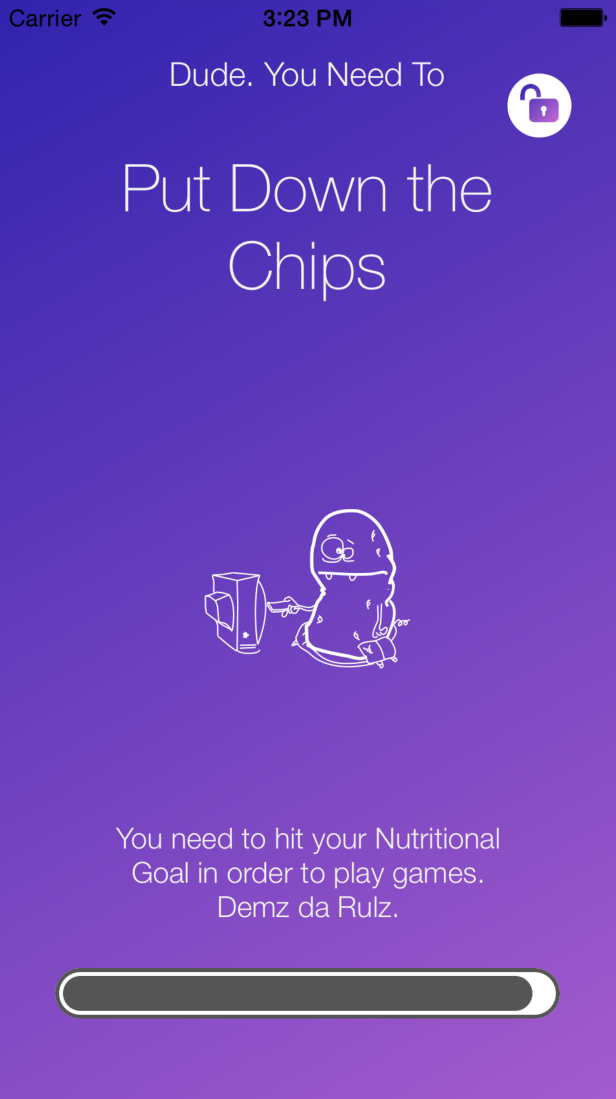 Carrier 3:23 PM
Dude. You Need To
Put Down the
Chips
You need to hit your Nutritional
Goal in order to play games.
Demz da Rulz.